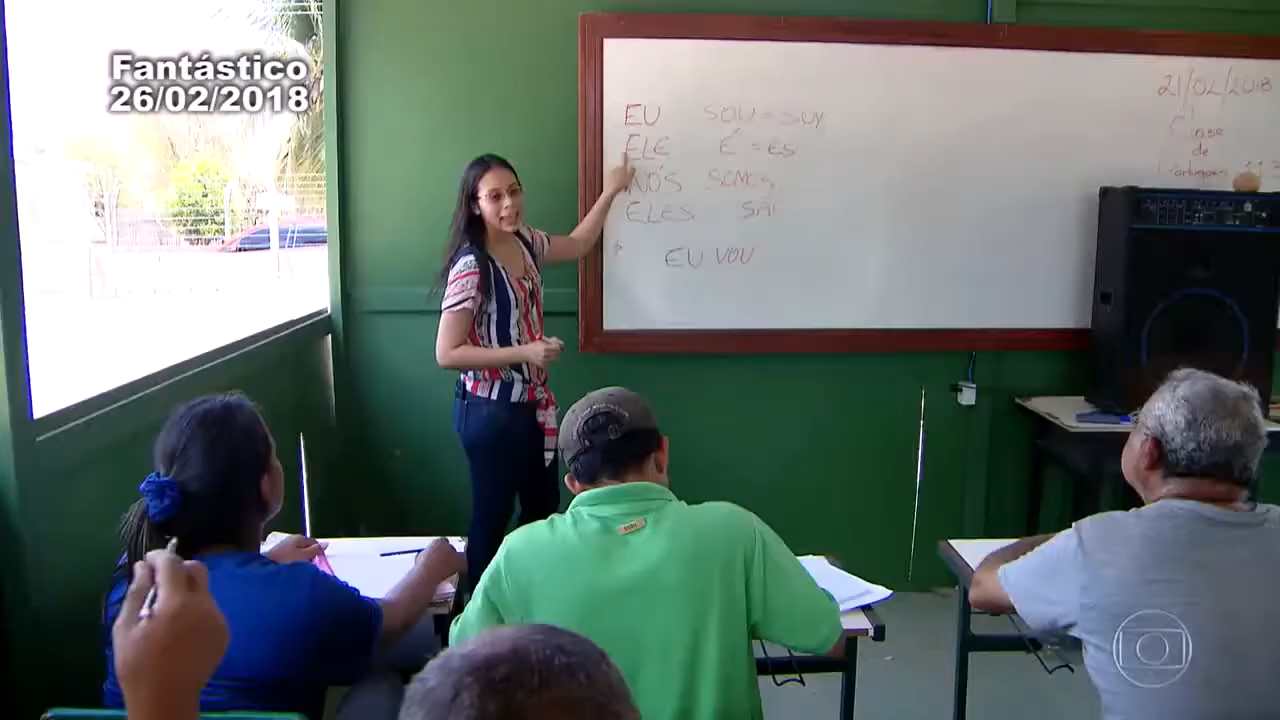 Fantástico
26/02/2018
21/02/2018
Clase
de
EU SOU = SUY
ELE É = ES
NÓS SOMOS
ELES SÃ
EU VOU